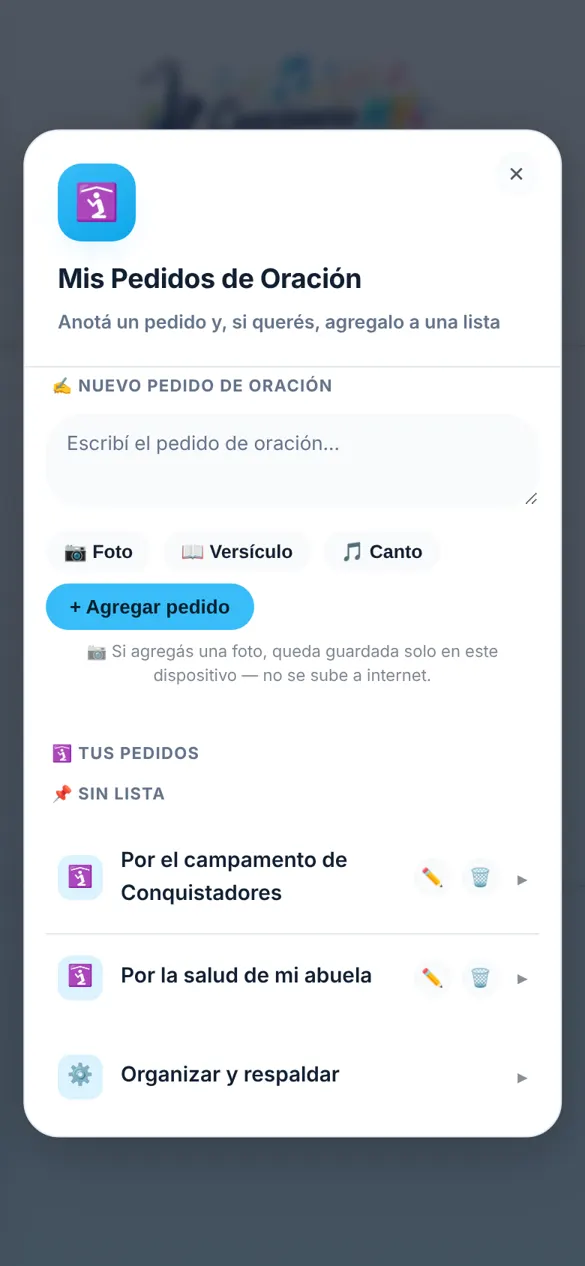 Mis Pedidos de Oración
Anotá un pedido y, si querés, agregalo a una lista
✍️ NUEVO PEDIDO DE ORACIÓN
Escribí el pedido de oración...
📷 Foto
📖 Versículo
🎵 Canto
+ Agregar pedido
📷 Si agregás una foto, queda guardada solo en este
dispositivo — no se sube a internet.
🛐 TUS PEDIDOS
📌 SIN LISTA
Por el campamento de
Conquistadores
Por la salud de mi abuela
Organizar y respaldar